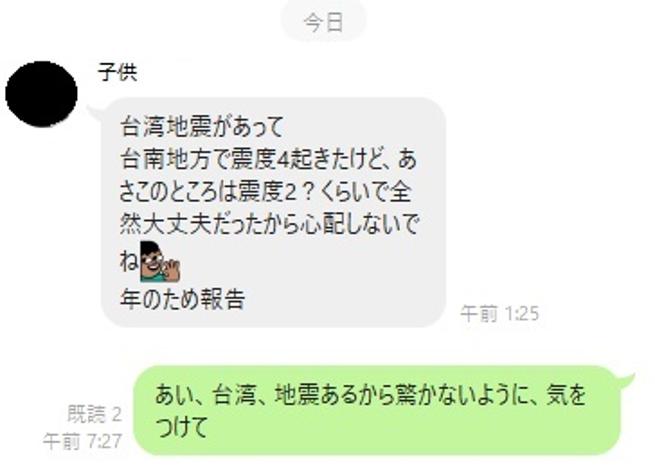 今日
子供
台湾地震があって
台南地方で震度4起きたけど、あ
さこのところは震度2？くらいで全
然大丈夫だったから心配しないで
ね
年のため報告
午前 1:25
あい、台湾、地震あるから驚かないように、気を
つけて
既読 2
午前 7:27